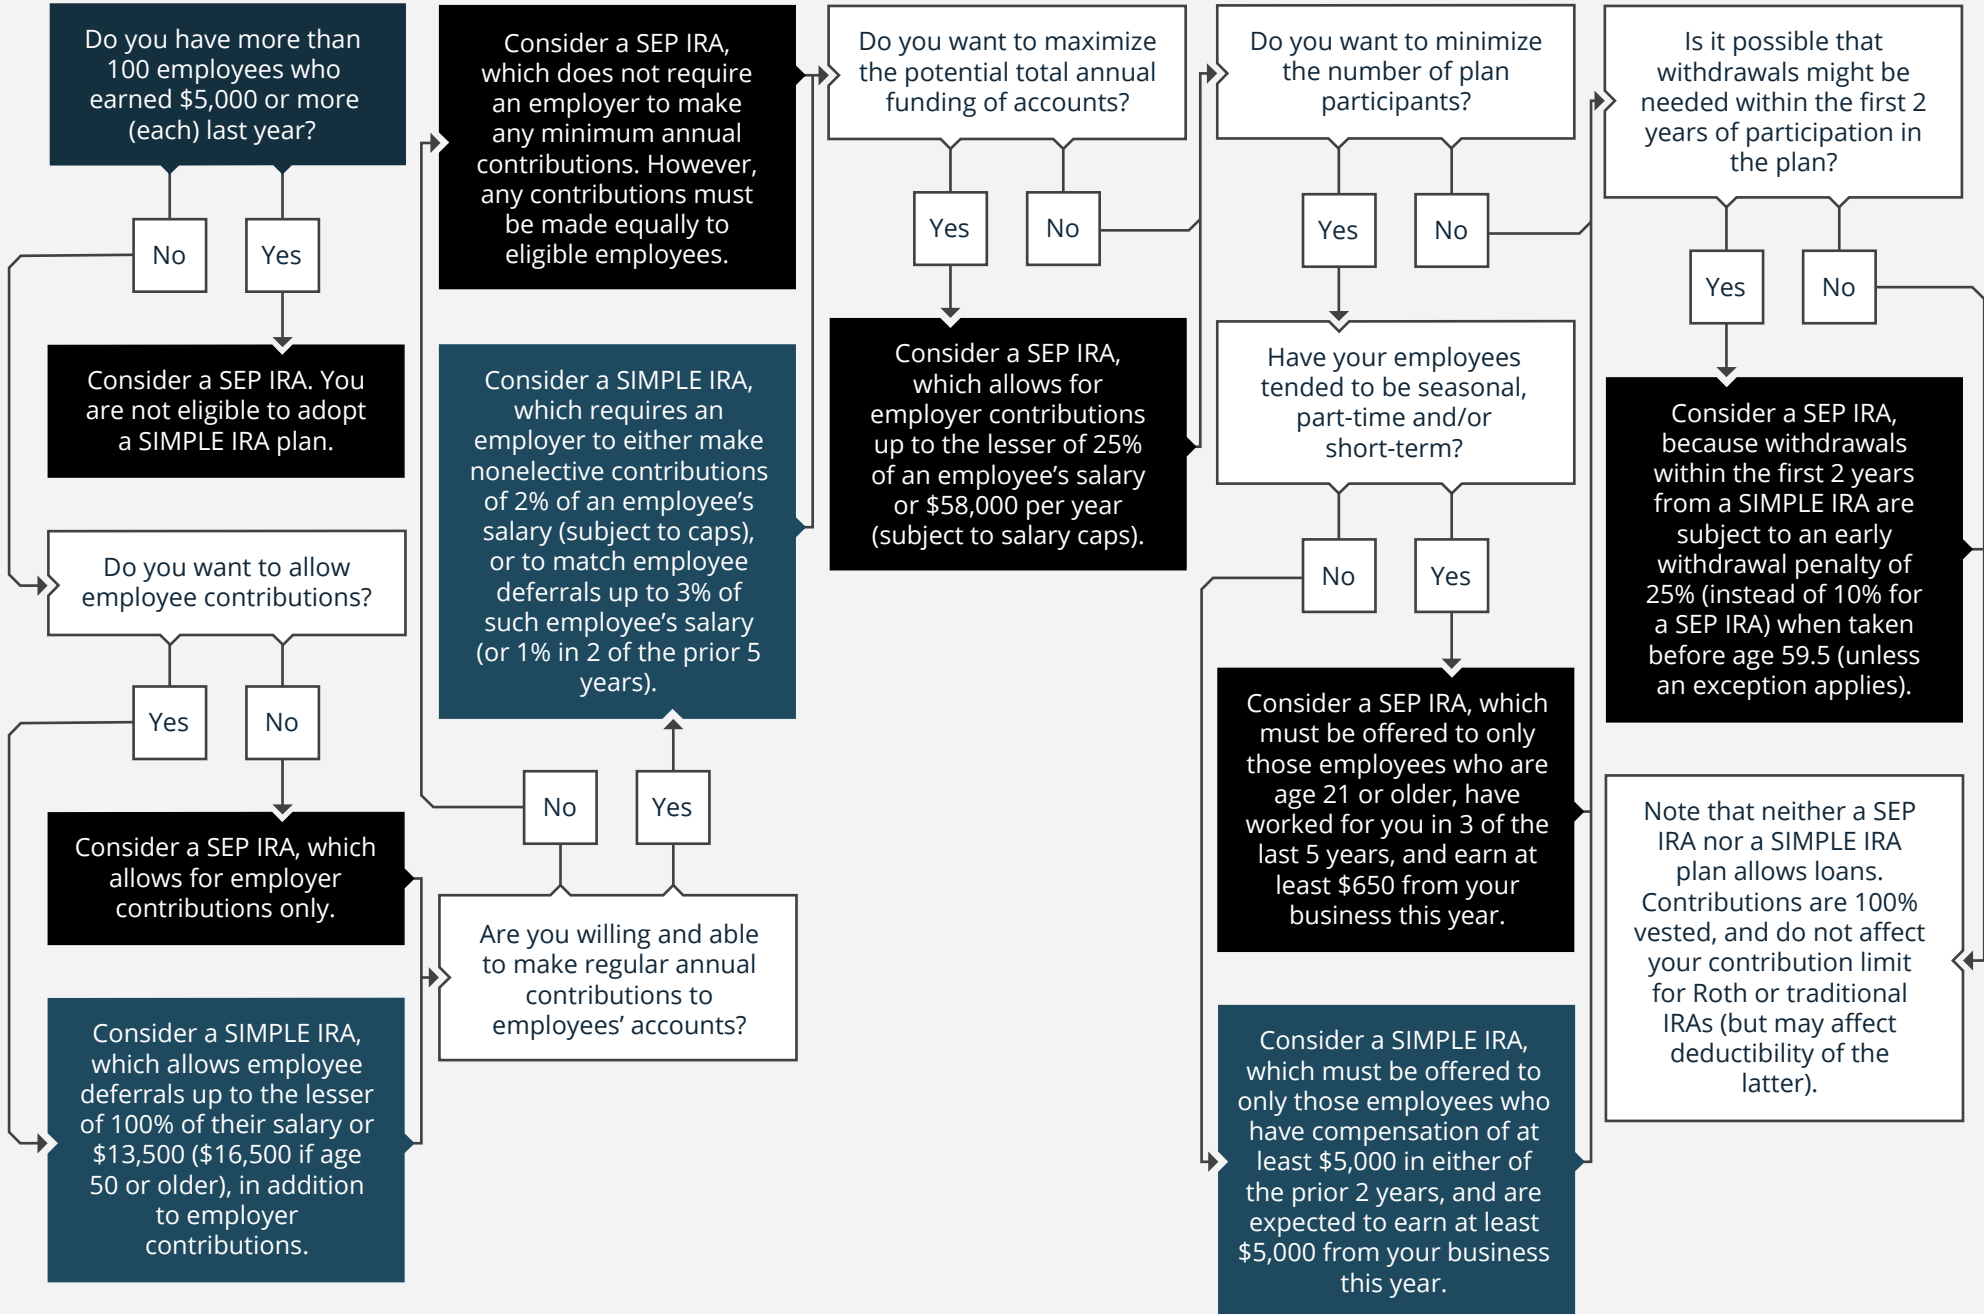 Do you have more than
100 employees who
earned $5,000 or more
(each) last year?
No
Yes
Consider a SEP IRA. You
are not eligible to adopt
a SIMPLE IRA plan.
Do you want to allow
employee contributions?
Yes
No
Consider a SEP IRA, which
allows for employer
contributions only.
Consider a SIMPLE IRA,
which allows employee
deferrals up to the lesser
of 100% of their salary or
$13,500 ($16,500 if age
50 or older), in addition
to employer
contributions.
Consider a SEP IRA,
which does not require
an employer to make
any minimum annual
contributions. However,
any contributions must
be made equally to
eligible employees.
Consider a SIMPLE IRA,
which requires an
employer to either make
nonelective contributions
of 2% of an employee’s
salary (subject to caps),
or to match employee
deferrals up to 3% of
such employee’s salary
(or 1% in 2 of the prior 5
years).
No
Yes
Are you willing and able
to make regular annual
contributions to
employees’ accounts?
Do you want to maximize
the potential total annual
funding of accounts?
Yes
No
Consider a SEP IRA,
which allows for
employer contributions
up to the lesser of 25%
of an employee’s salary
or $58,000 per year
(subject to salary caps).
Do you want to minimize
the number of plan
participants?
Yes
No
Have your employees
tended to be seasonal,
part-time and/or
short-term?
No
Yes
Consider a SEP IRA, which
must be offered to only
those employees who are
age 21 or older, have
worked for you in 3 of the
last 5 years, and earn at
least $650 from your
business this year.
Consider a SIMPLE IRA,
which must be offered to
only those employees who
have compensation of at
least $5,000 in either of
the prior 2 years, and are
expected to earn at least
$5,000 from your business
this year.
Is it possible that
withdrawals might be
needed within the first 2
years of participation in
the plan?
Yes
No
Consider a SEP IRA,
because withdrawals
within the first 2 years
from a SIMPLE IRA are
subject to an early
withdrawal penalty of
25% (instead of 10% for
a SEP IRA) when taken
before age 59.5 (unless
an exception applies).
Note that neither a SEP
IRA nor a SIMPLE IRA
plan allows loans.
Contributions are 100%
vested, and do not affect
your contribution limit
for Roth or traditional
IRAs (but may affect
deductibility of the
latter).